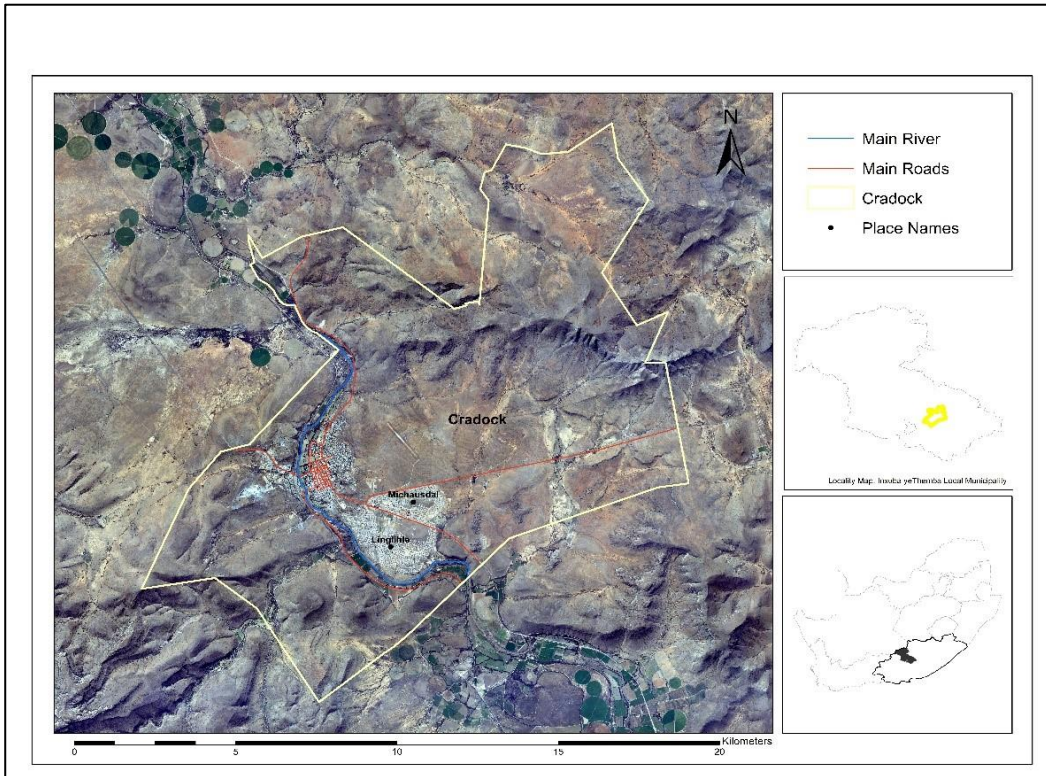 N
Main River
Main Roads
Cradock
Place Names
Cradock
Michausdal
Lingilihle
Locality Map: Inxuba yeThemba Local Municipality
Kilometers
0 5 10 15 20